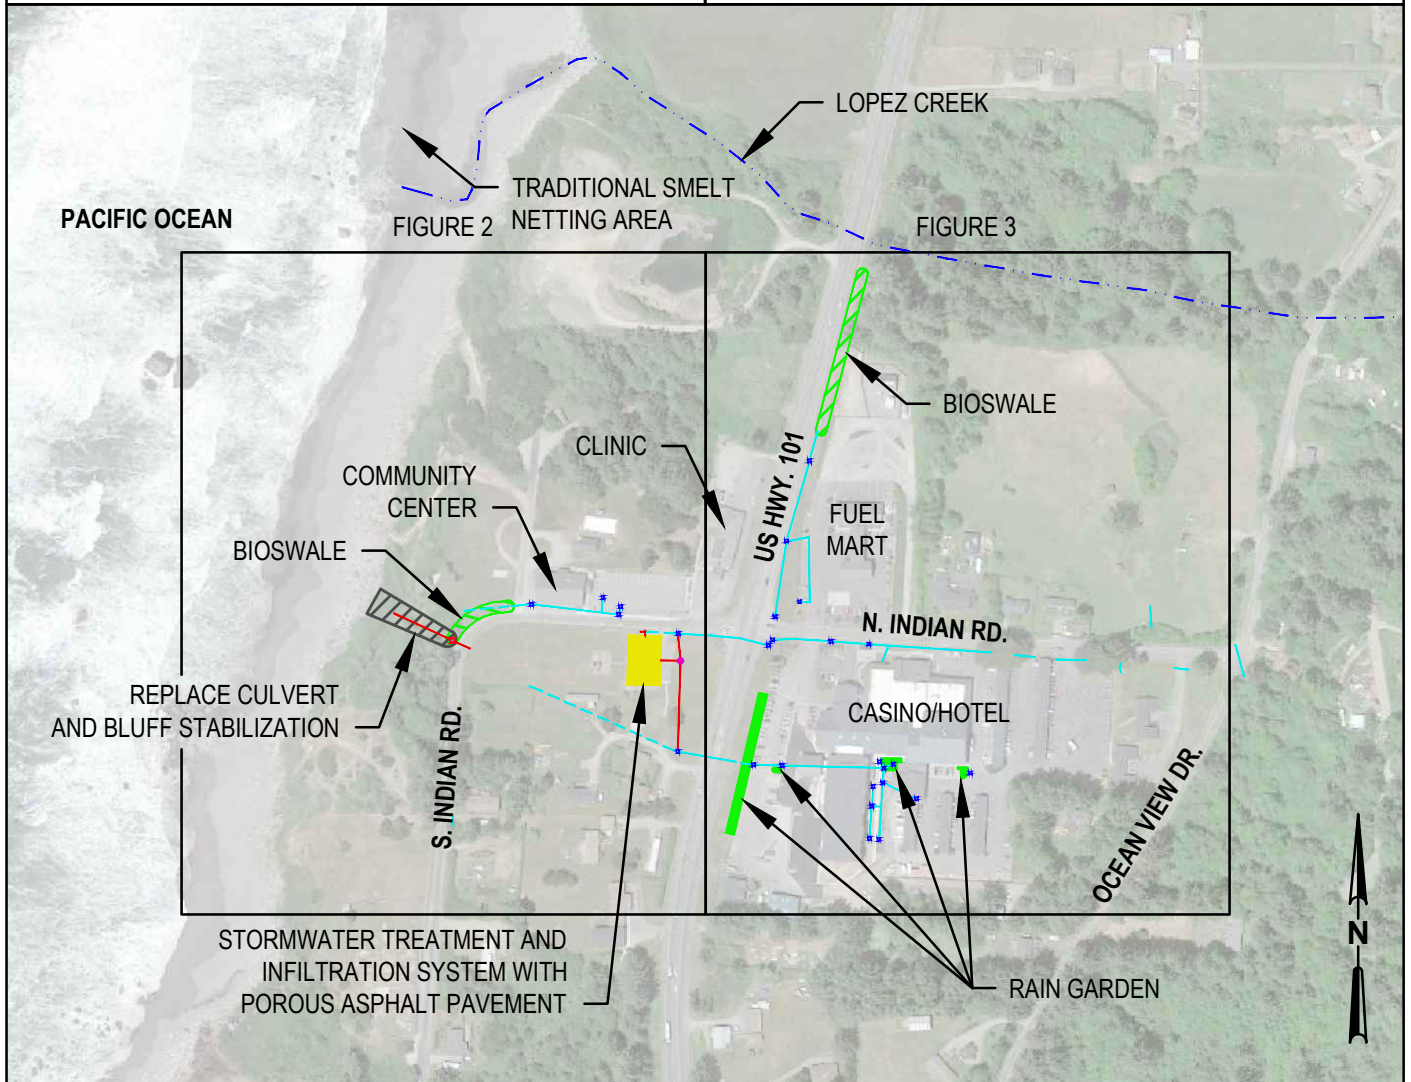 LOPEZ CREEK
TRADITIONAL SMELT
NETTING AREA
PACIFIC OCEAN
FIGURE 2
FIGURE 3
BIOSWALE
CLINIC
US HWY. 101
COMMUNITY
CENTER
FUEL
MART
BIOSWALE
N. INDIAN RD.
REPLACE CULVERT
AND BLUFF STABILIZATION
S. INDIAN RD.
CASINO/HOTEL
OCEAN VIEW DR.
STORMWATER TREATMENT AND
INFILTRATION SYSTEM WITH
POROUS ASPHALT PAVEMENT
RAIN GARDEN
N